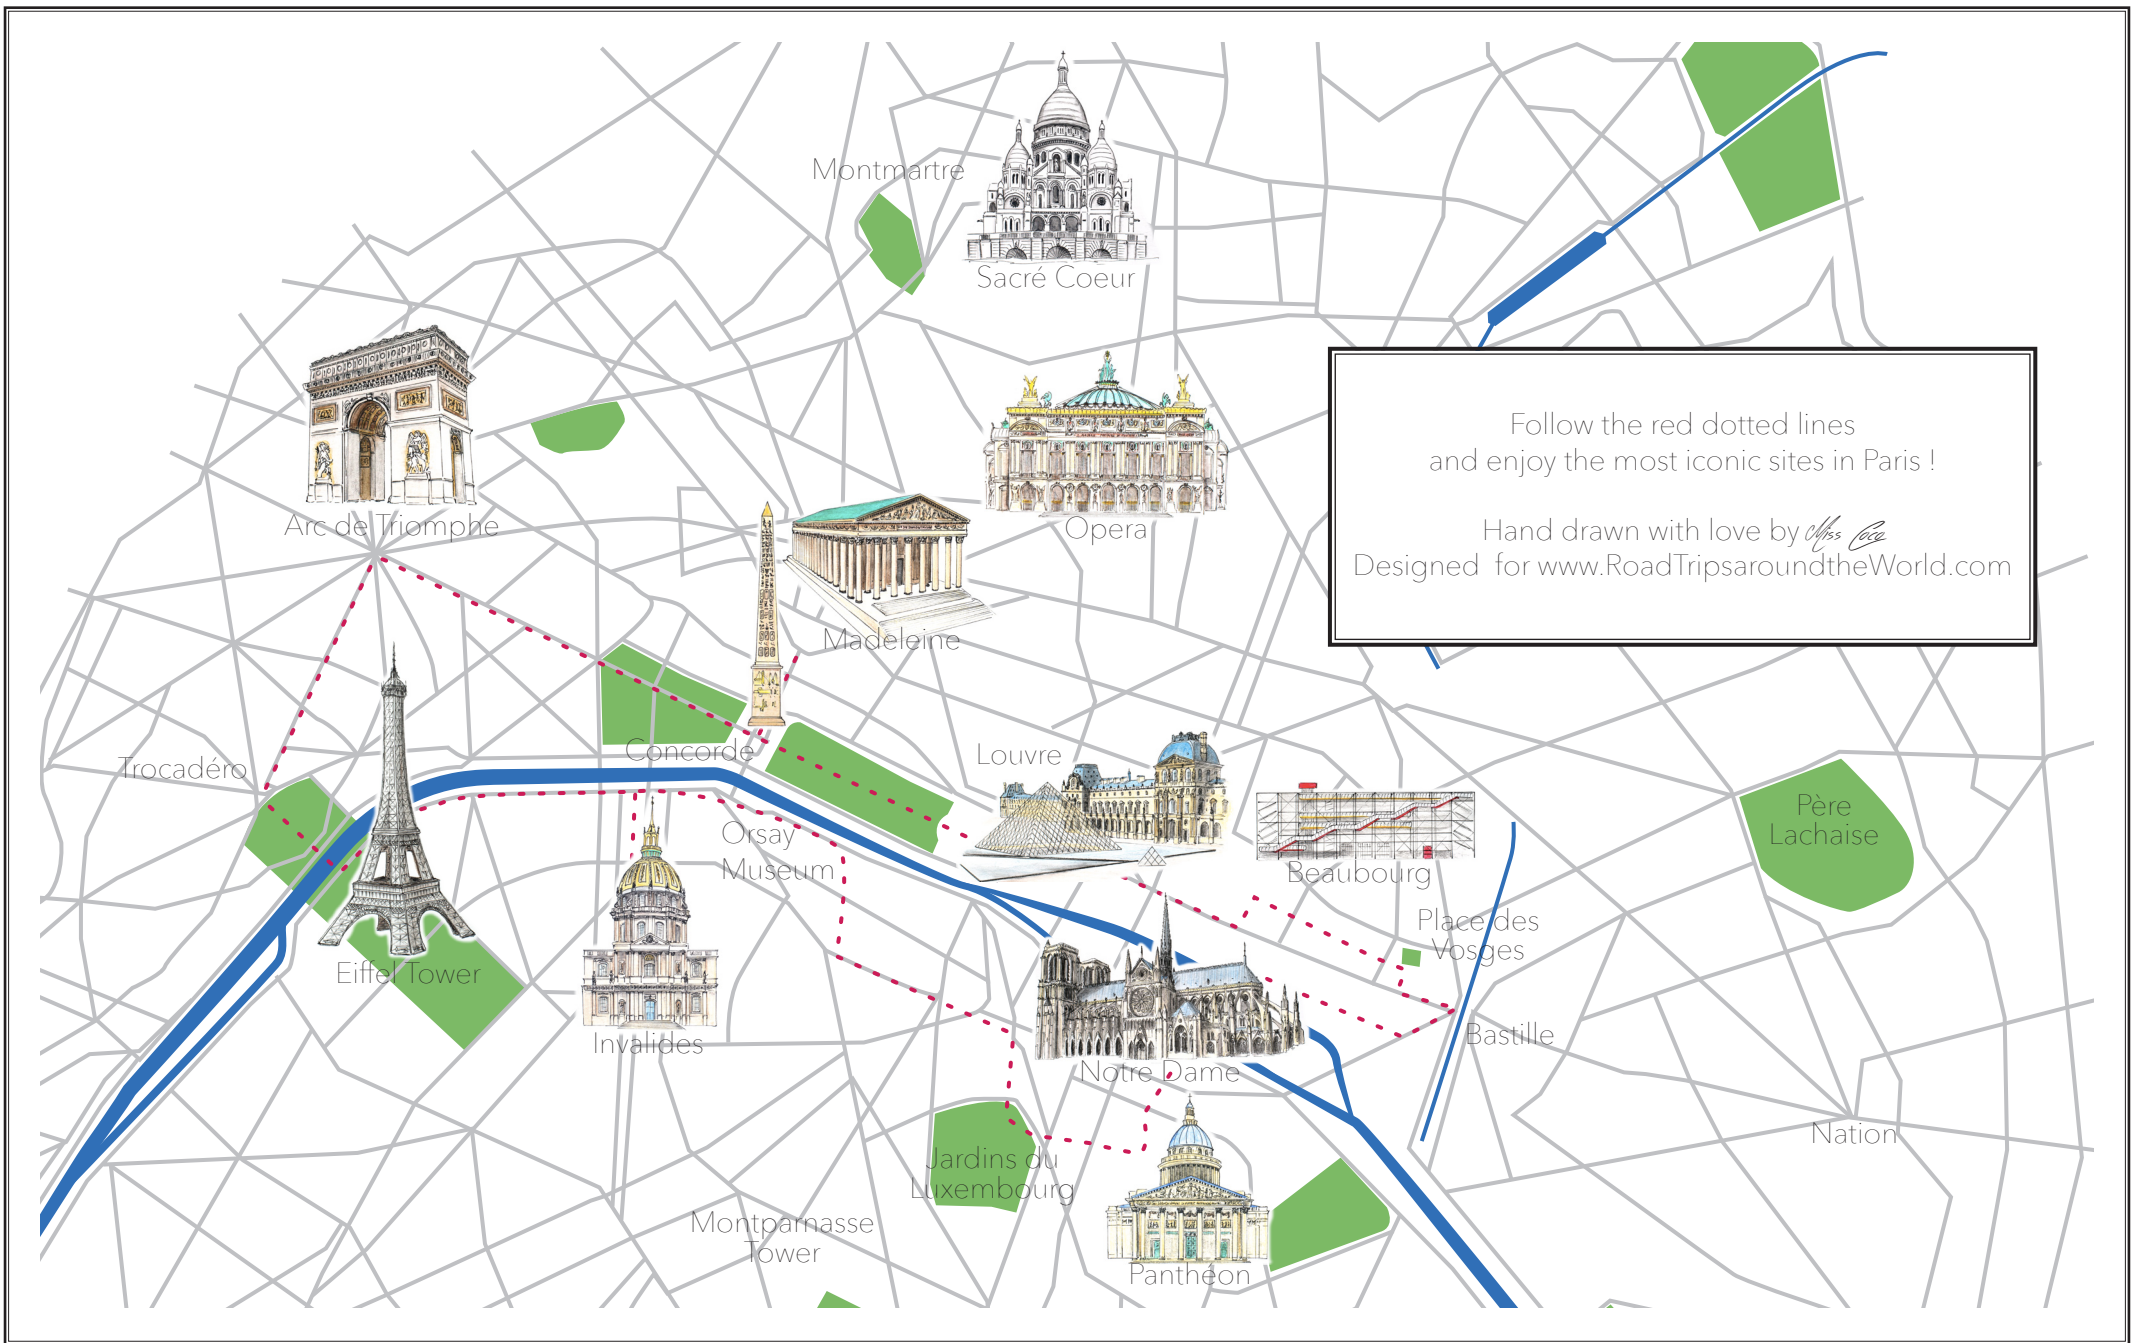 Montmartre
Sacré Coeur
Arc de Triomphe
Opera
Follow the red dotted lines
and enjoy the most iconic sites in Paris !
Hand drawn with love by Miss Coco
Designed for www.RoadTripsaroundtheWorld.com
Madeleine
Trocadéro
Concorde
Louvre
Orsay
Museum
Beaubourg
Père
Lachaise
Place des
Vosges
Eiffel Tower
Invalides
Notre Dame
Bastille
Nation
Jardins du
Luxembourg
Montparnasse
Tower
Panthéon